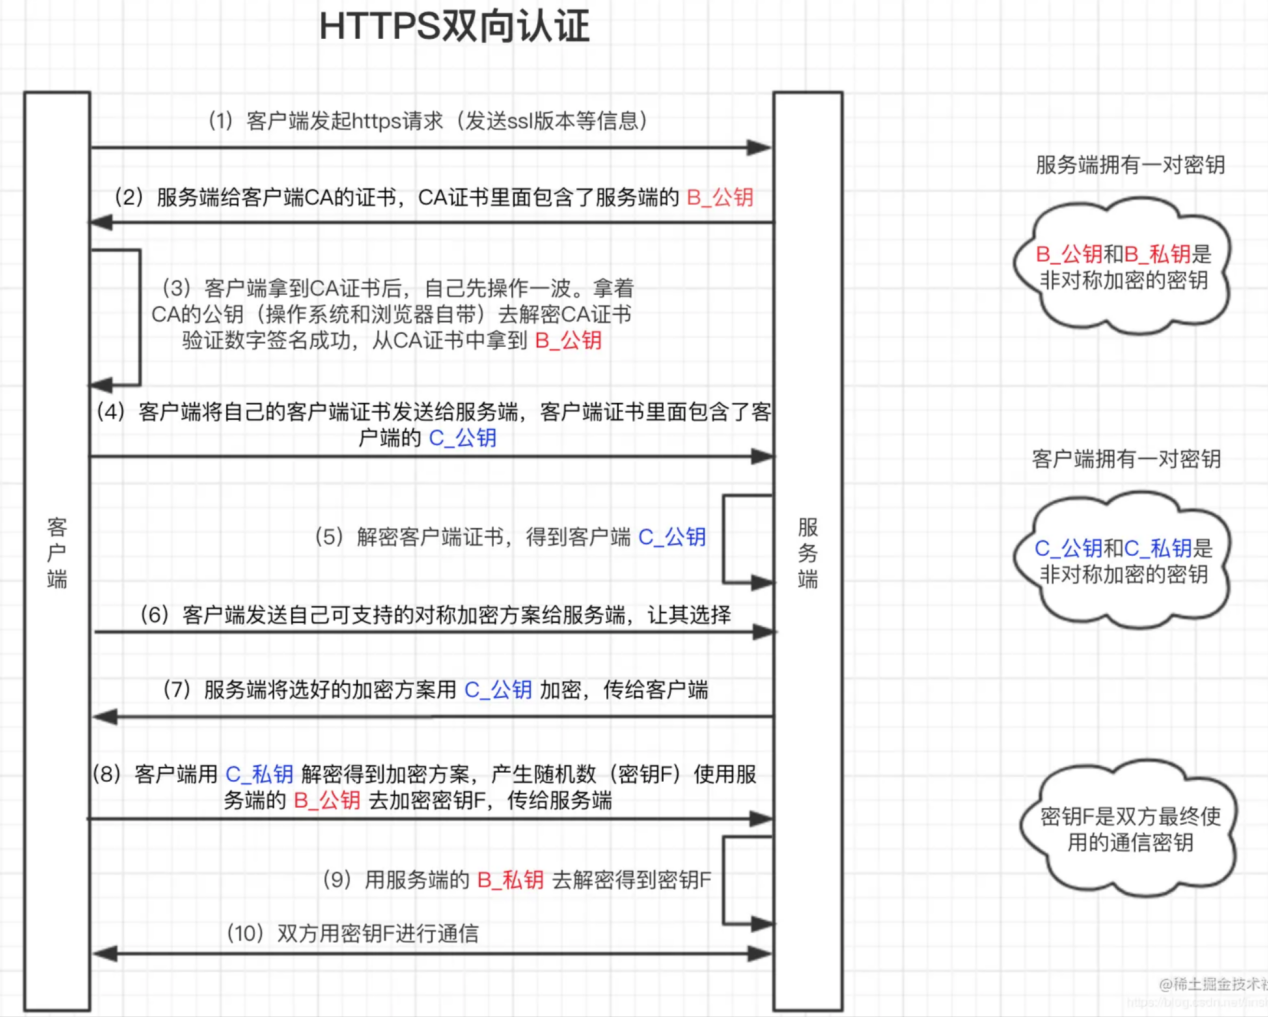 HTTPS双向认证
（1）客户端发起https请求（发送ssl版本等信息）
（2）服务端给客户端CA的证书，CA证书里面包含了服务端的 B_公钥
（3）客户端拿到CA证书后，自己先操作一波。拿着
CA的公钥（操作系统和浏览器自带）去解密CA证书
验证数字签名成功，从CA证书中拿到 B_公钥
（4）客户端将自己的客户端证书发送给服务端，客户端证书里面包含了客
户端的 C_公钥
（5）解密客户端证书，得到客户端 C_公钥
（6）客户端发送自己可支持的对称加密方案给服务端，让其选择
（7）服务端将选好的加密方案用 C_公钥 加密，传给客户端
（8）客户端用 C_私钥 解密得到加密方案，产生随机数（密钥F）使用服
务端的 B_公钥 去加密密钥F，传给服务端
（9）用服务端的 B_私钥 去解密得到密钥F
（10）双方用密钥F进行通信
客
户
端
服
务
端
服务端拥有一对密钥
B_公钥和B_私钥是
非对称加密的密钥
客户端拥有一对密钥
C_公钥和C_私钥是
非对称加密的密钥
密钥F是双方最终使
用的通信密钥
@稀土掘金技术社